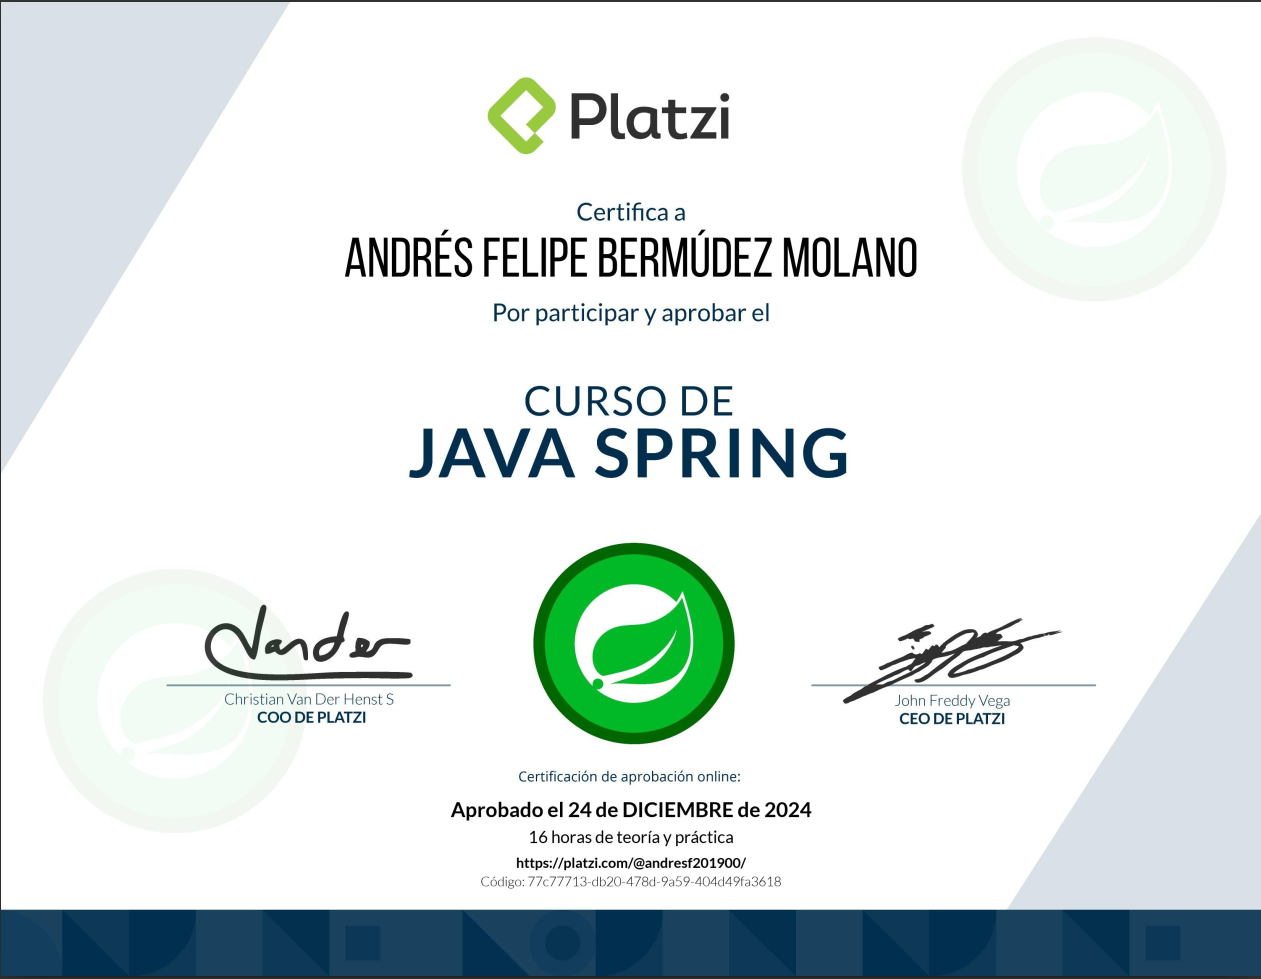 Platzi
Certifica a
ANDRÉS FELIPE BERMÚDEZ MOLANO
Por participar y aprobar el
CURSO DE
JAVA SPRING
Vander
Christian Van Der Henst S
COO DE PLATZI
John Freddy Vega
CEO DE PLATZI
Certificación de aprobación online:
Aprobado el 24 de DICIEMBRE de 2024
16 horas de teoría y práctica
https://platzi.com/@andresf201900/
Código: 77c77713-db20-478d-9a59-404d49fa3618